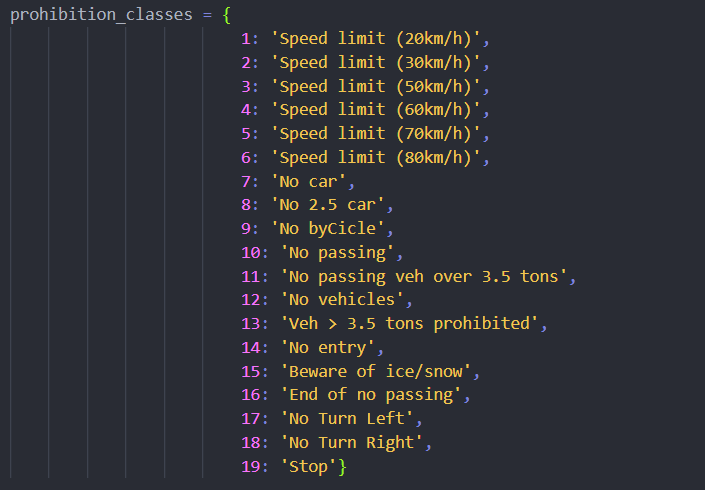 prohibition_classes = {
1: 'Speed limit (20km/h)',
2: 'Speed limit (30km/h)',
3: 'Speed limit (50km/h)',
4: 'Speed limit (60km/h)',
5: 'Speed limit (70km/h)',
6: 'Speed limit (80km/h)',
7: 'No car',
8: 'No 2.5 car',
9: 'No byCicle',
10: 'No passing',
11: 'No passing veh over 3.5 tons',
12: 'No vehicles',
13: 'Veh > 3.5 tons prohibited',
14: 'No entry',
15: 'Beware of ice/snow',
16: 'End of no passing',
17: 'No Turn Left',
18: 'No Turn Right',
19: 'Stop'}